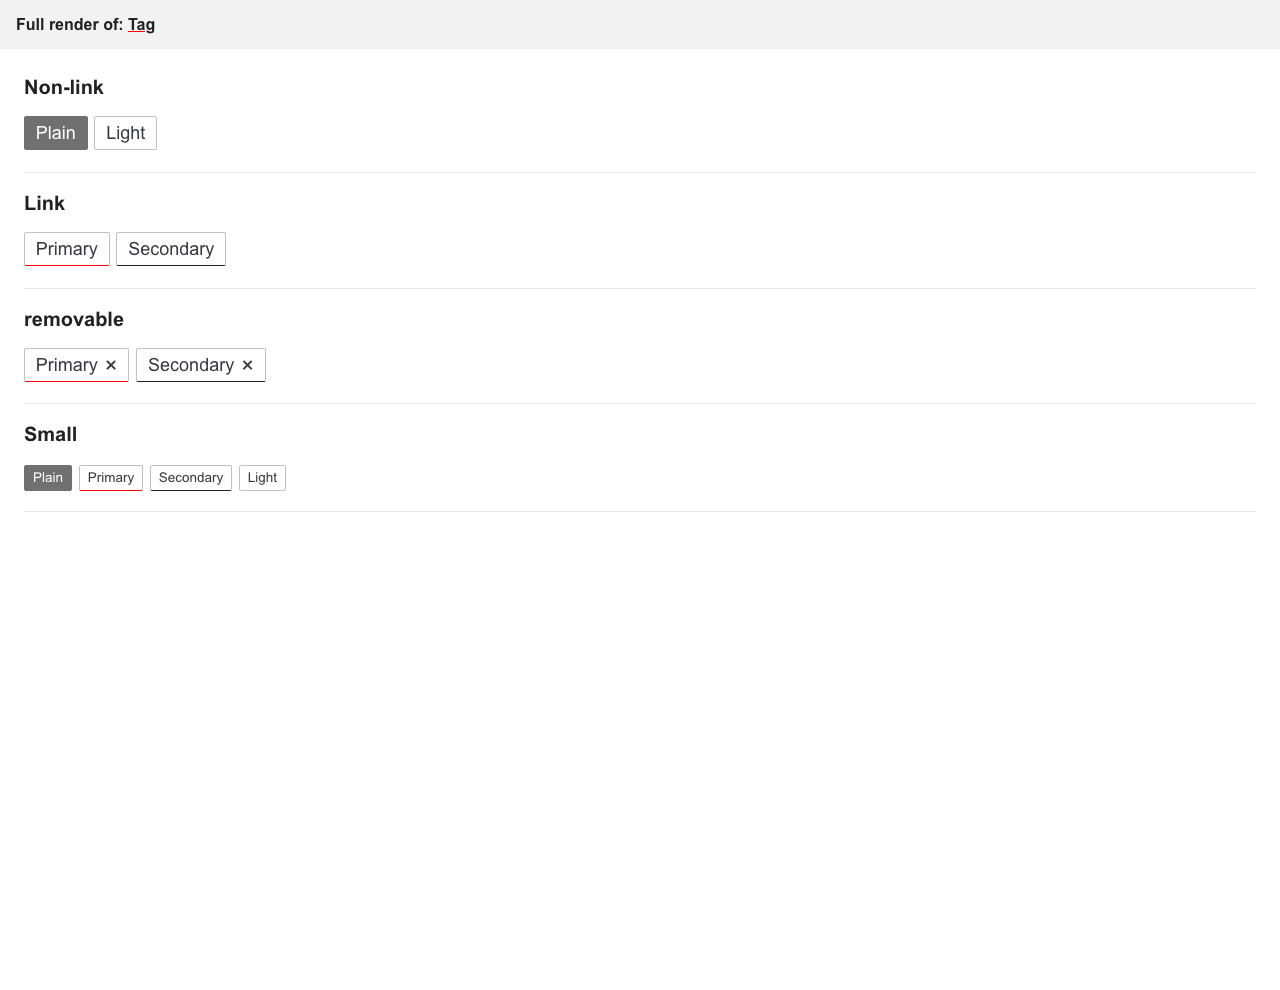 Full render of: Tag
Non-link
Plain Light
Link
Primary Secondary
removable
Primary × Secondary ×
Small
Plain Primary Secondary Light